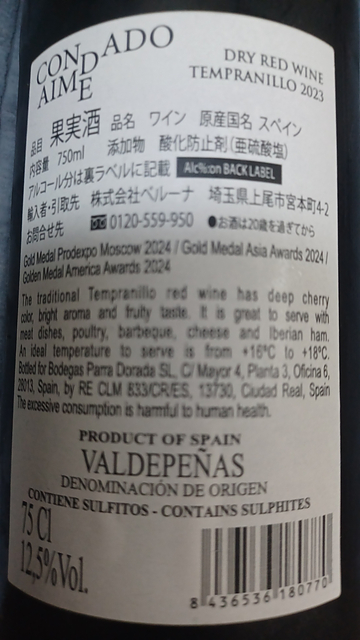 CONDADO
AIME
DRY RED WINE
TEMPRANILLO 2023
品目 果実酒 品名 ワイン 原産国名 スペイン
内容量 750ml 添加物 酸化防止剤(亜硫酸塩)
アルコール分は裏ラベルに記載 Alc%:on BACK LABEL
輸入者・引取先 株式会社ベルーナ 埼玉県上尾市宮本町4-2
お問合せ先 0120-559-950 ●お酒は20歳を過ぎてから
Gold Medal Prodexpo Moscow 2024 / Gold Medal Asia Awards 2024 /
Golden Medal America Awards 2024
The traditional Tempranillo red wine has deep cherry
color, bright aroma and fruity taste. It is great to serve with
meat dishes, poultry, barbeque, cheese and Iberian ham.
An ideal temperature to serve is from +16°C to +18°C.
Bottled for Bodegas Parra Dorada SL, C/ Mayor 4, Planta 3, Oficina 6,
28013, Spain, by RE CLM 833/CR/ES, 13730, Ciudad Real, Spain
The excessive consumption is harmful to human health.
PRODUCT OF SPAIN
VALDEPEÑAS
DENOMINACIÓN DE ORIGEN
CONTIENE SULFITOS - CONTAINS SULPHITES
75 Cl
12,5%Vol.
8 436536 180770